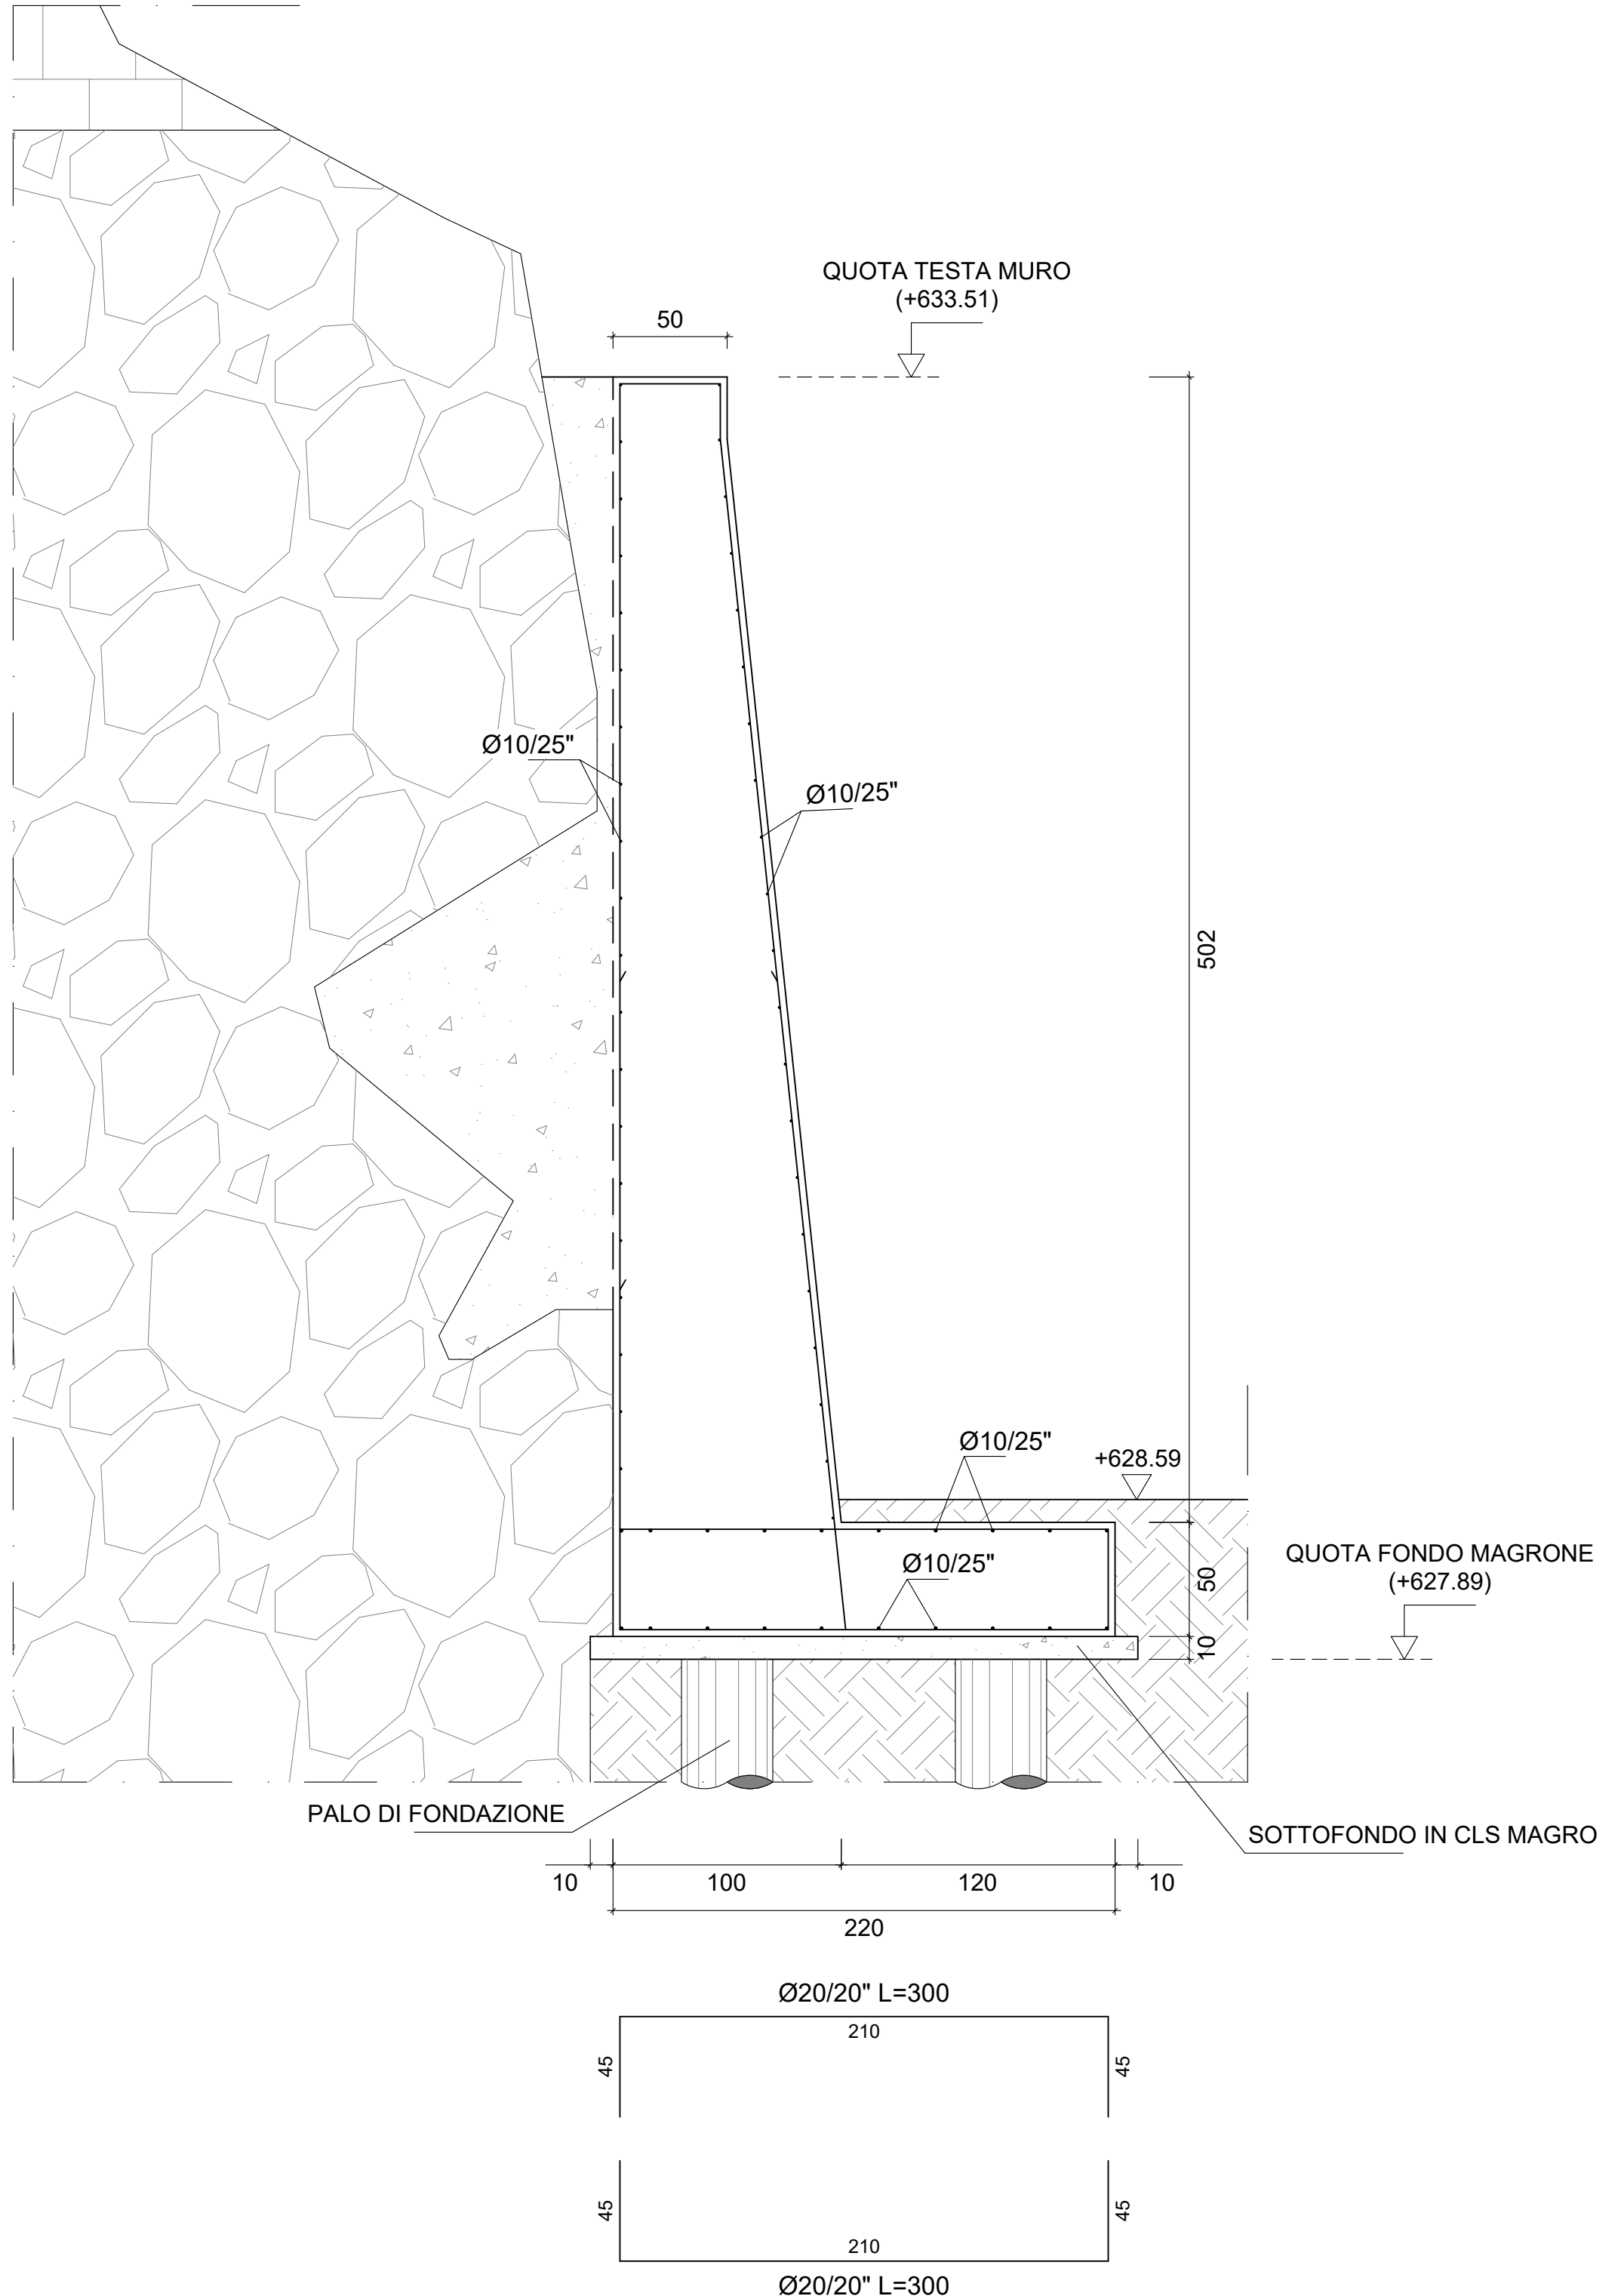 QUOTA TESTA MURO
(+633.51)
50
Ø10/25"
Ø10/25"
502
Ø10/25"
+628.59
QUOTA FONDO MAGRONE
(+627.89)
Ø10/25"
50
10
PALO DI FONDAZIONE
SOTTOFONDO IN CLS MAGRO
10
100
120
10
220
Ø20/20" L=300
210
45
45
45
45
210
Ø20/20" L=300